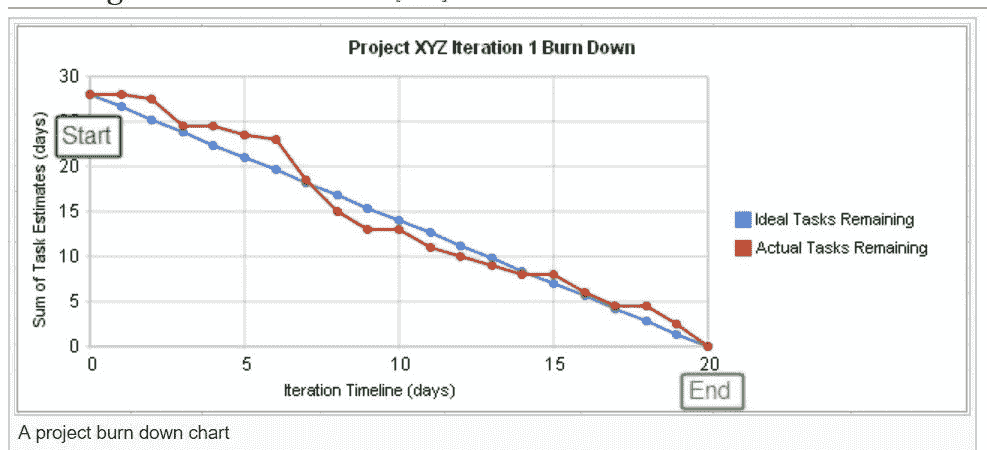 Project XYZ Iteration 1 Burn Down
30
Start
20
15
10
5
0
Sum of Task Estimates (days)
0 5 10 15 20
Iteration Timeline (days)
End
Ideal Tasks Remaining
Actual Tasks Remaining
A project burn down chart